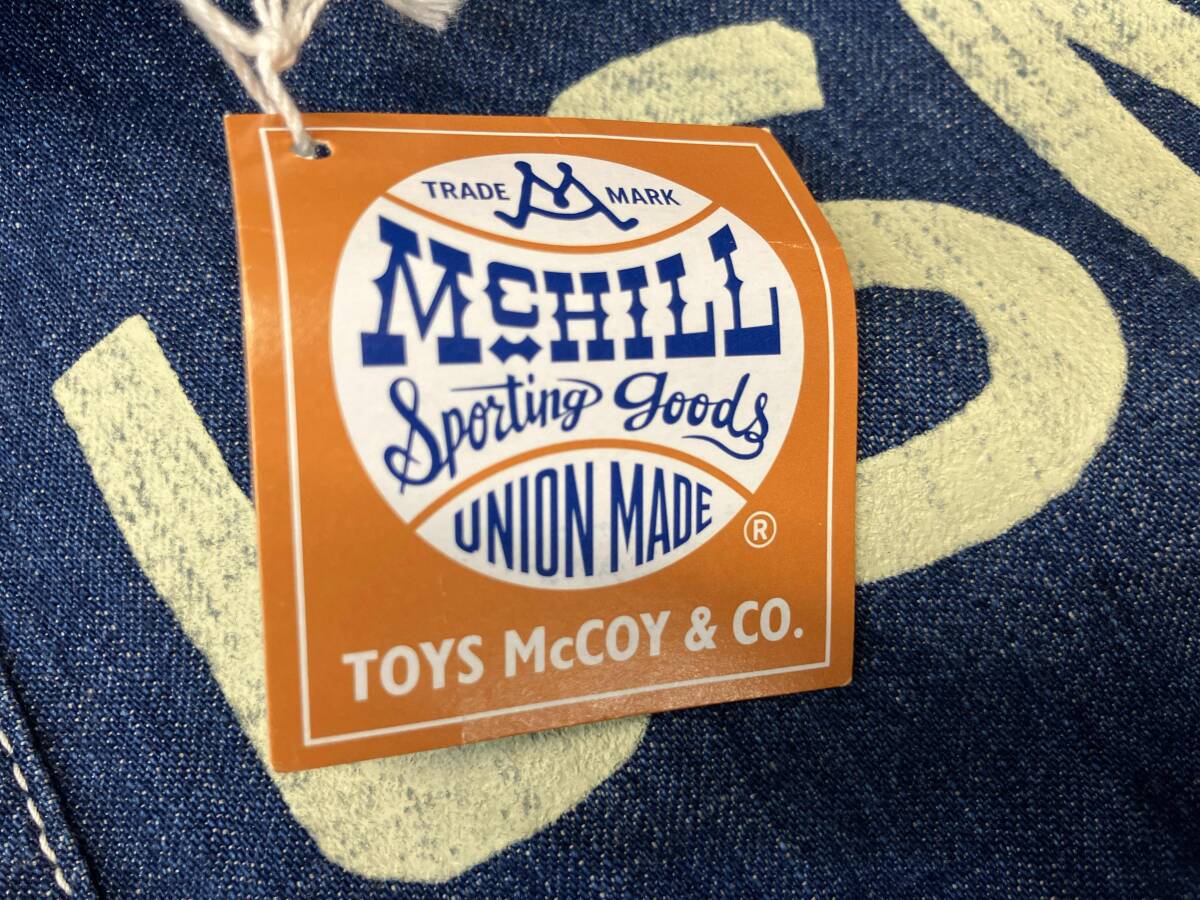 TRADE M MARK
McHILL
Sporting Goods
UNION MADE
®
TOYS McCOY & CO.